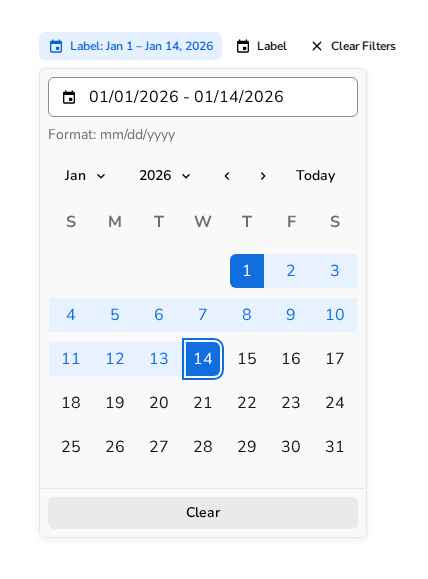 Label: Jan 1 – Jan 14, 2026 Label Clear Filters
01/01/2026 - 01/14/2026
Format: mm/dd/yyyy
Jan 2026 Today
S M T W T F S
1 2 3
4 5 6 7 8 9 10
11 12 13 14 15 16 17
18 19 20 21 22 23 24
25 26 27 28 29 30 31
Clear